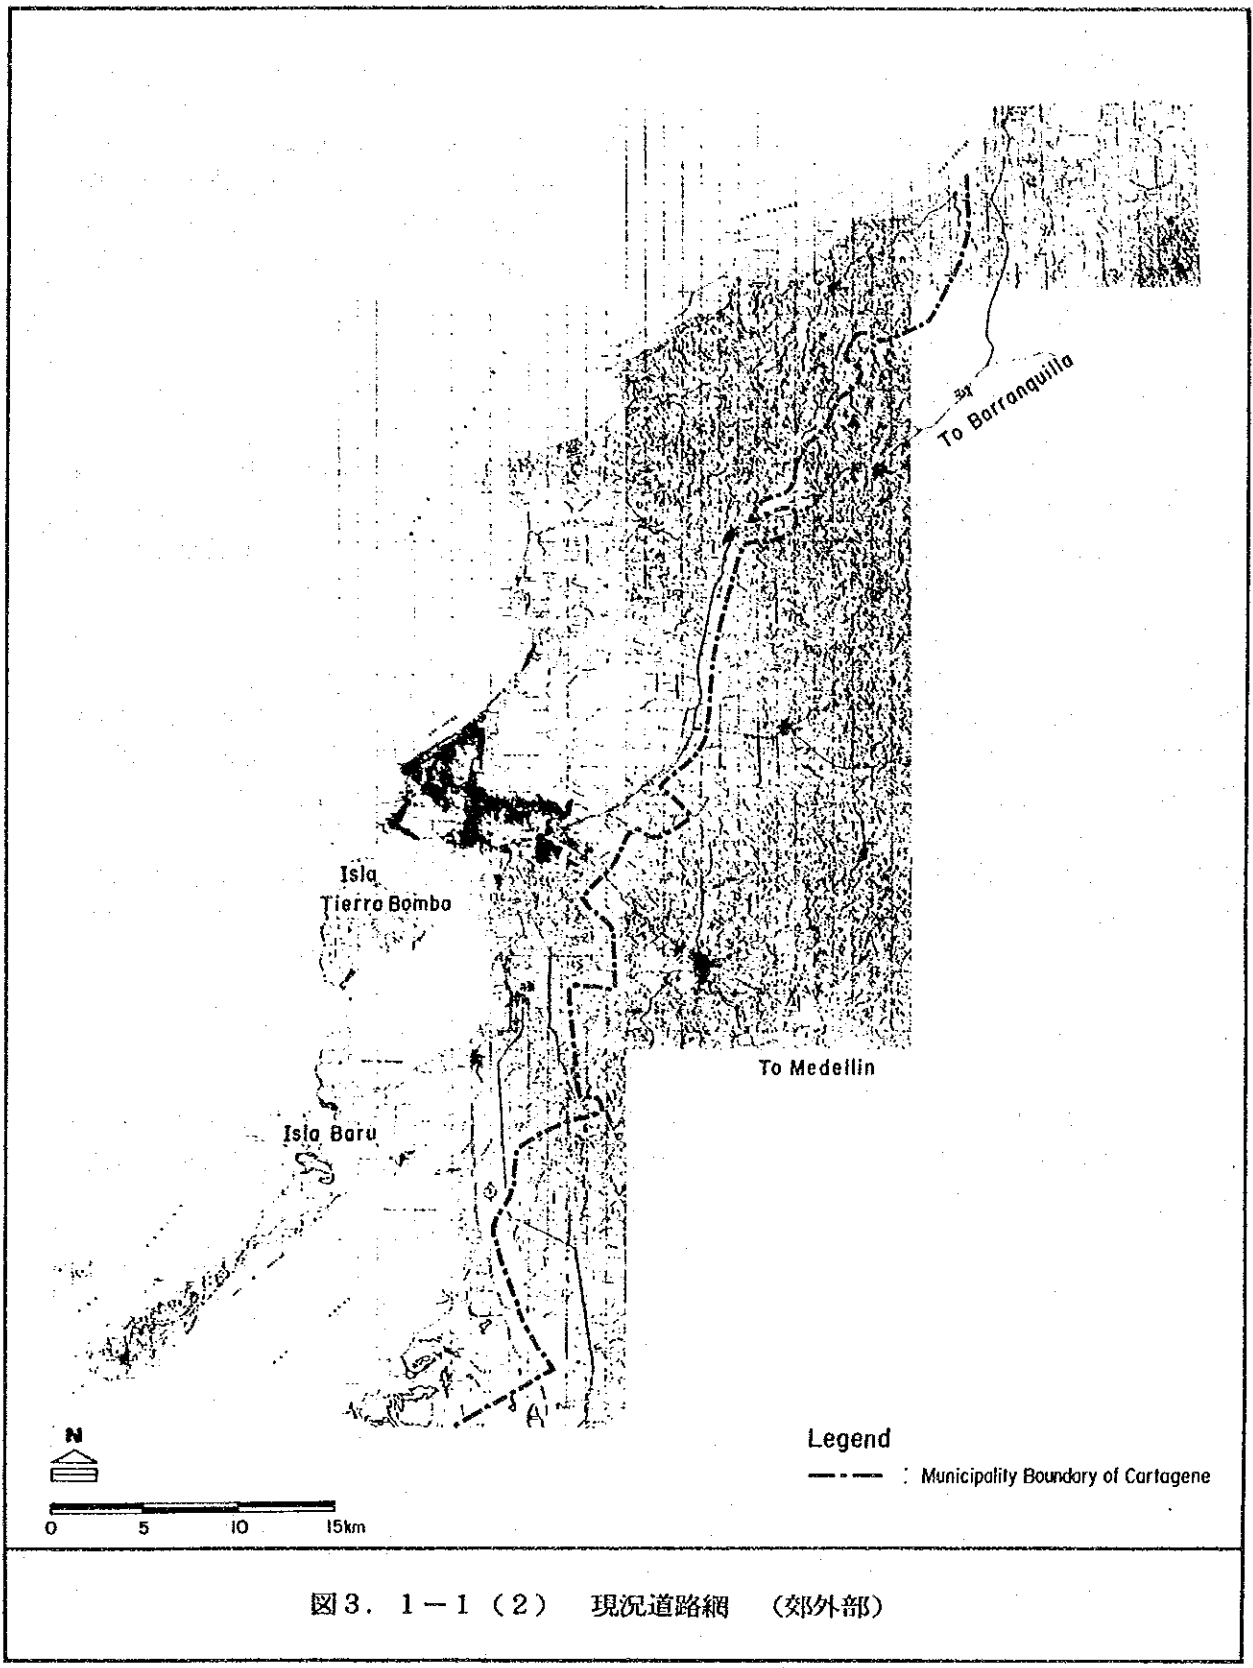 To Barranquilla
Isla
Tierra Bomba
To Medellin
Isla Baru
N
0 5 10 15km
Legend
: Municipality Boundary of Cartagene
図3. 1-1 (2) 現況道路網 (郊外部)